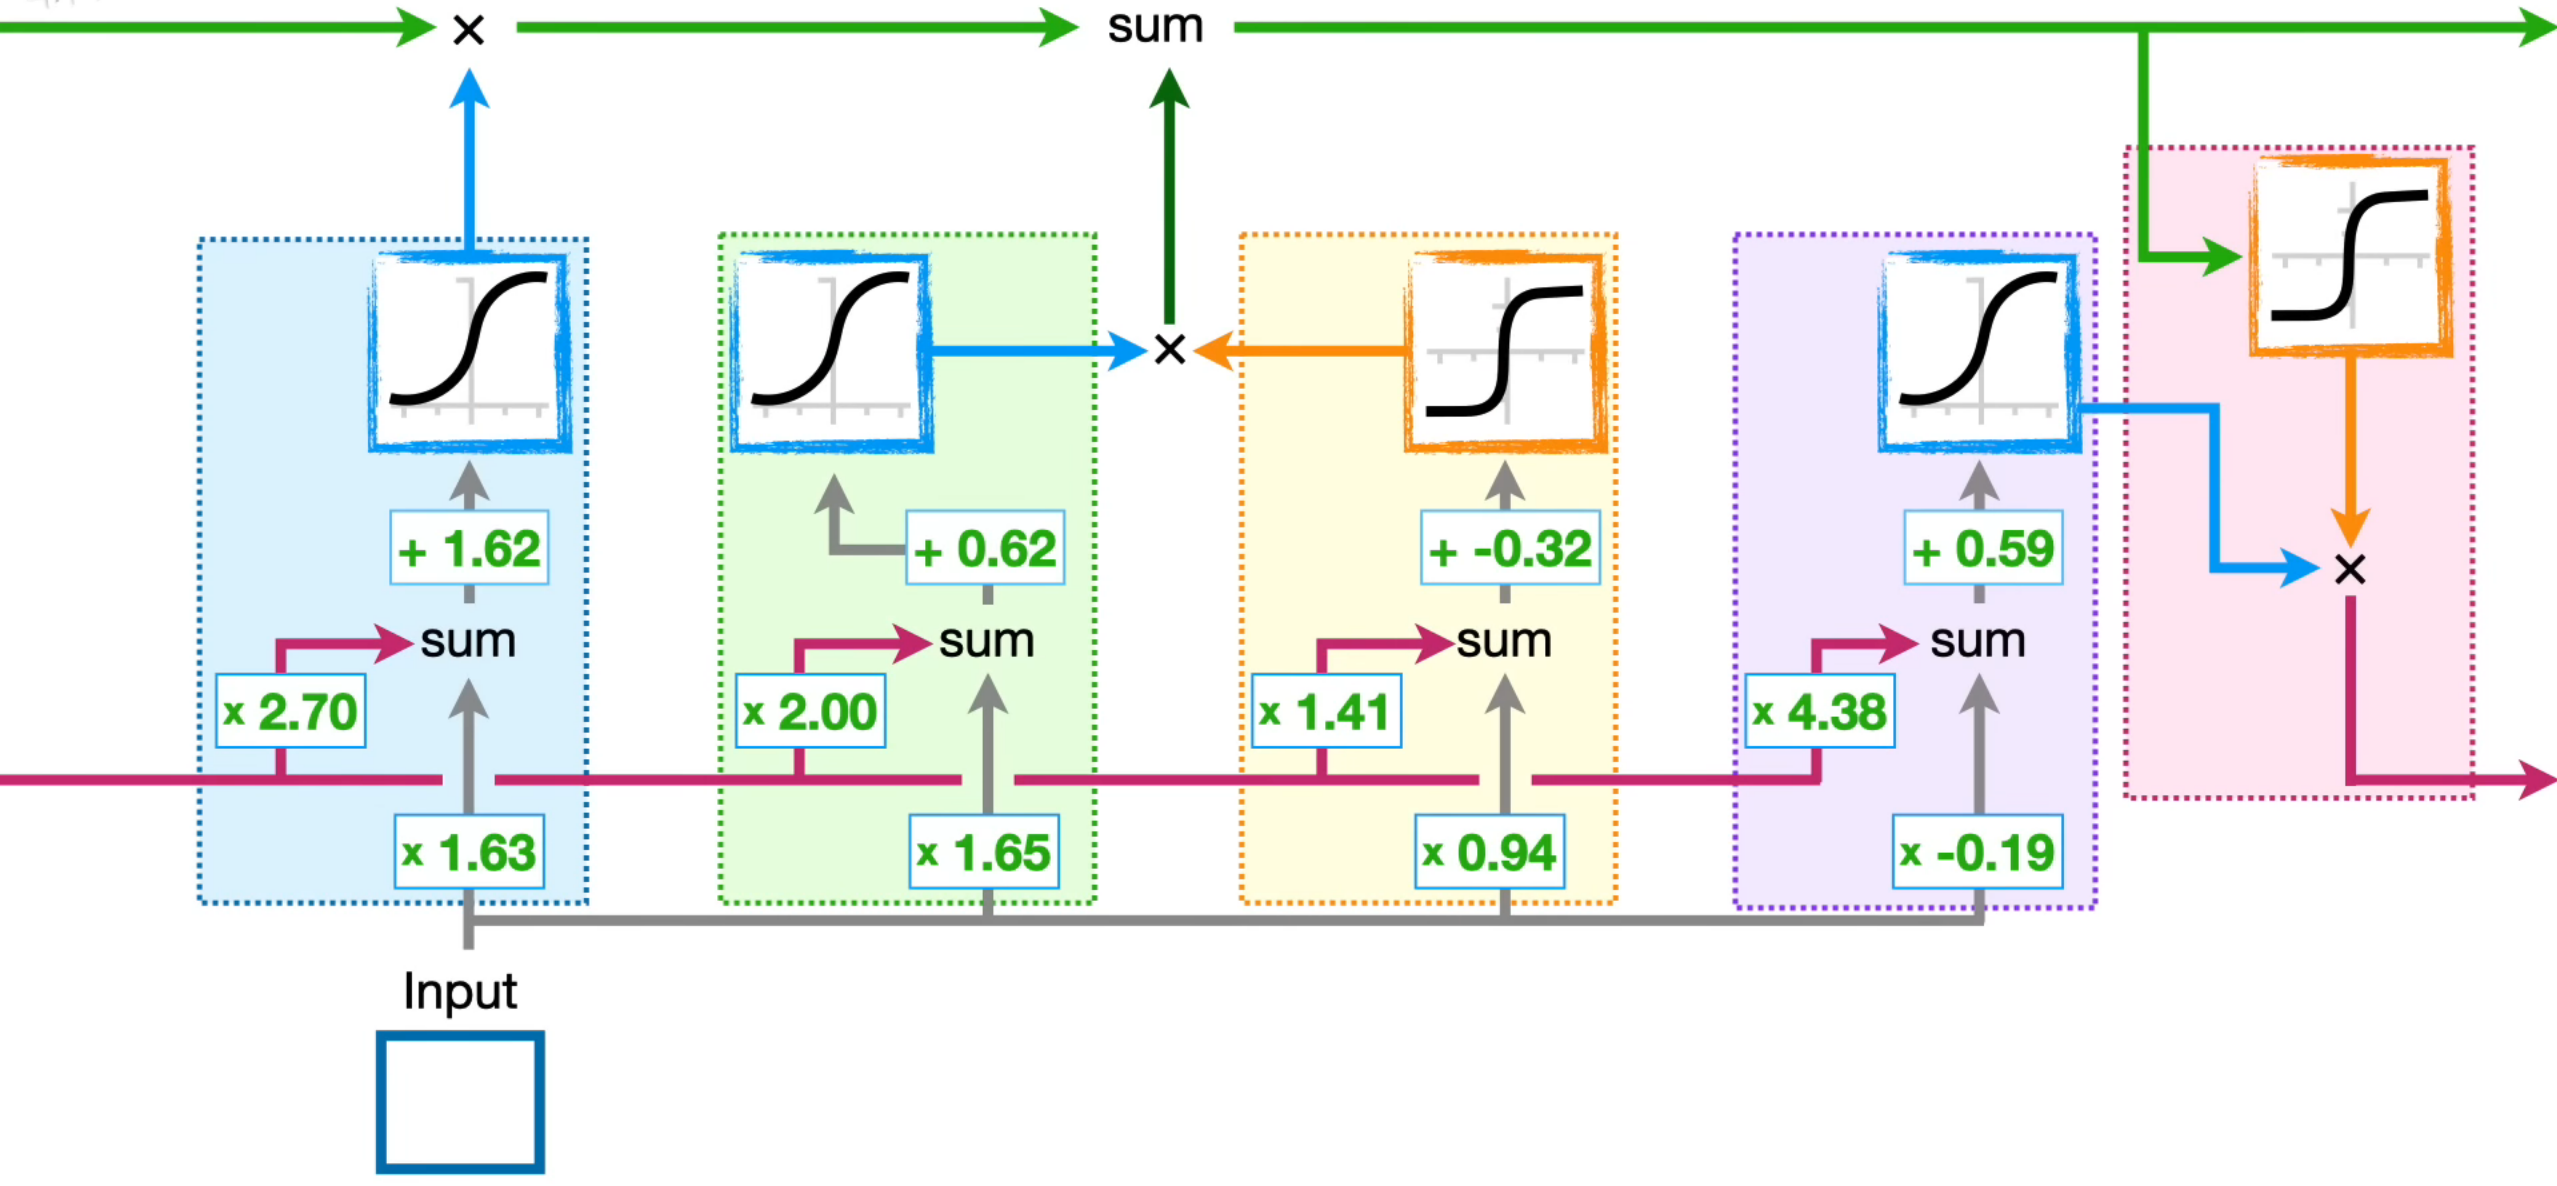 ×
sum
×
+ 1.62
+ 0.62
+ -0.32
+ 0.59
×
sum
sum
sum
sum
x 2.70
x 2.00
x 1.41
x 4.38
x 1.63
x 1.65
x 0.94
x -0.19
Input